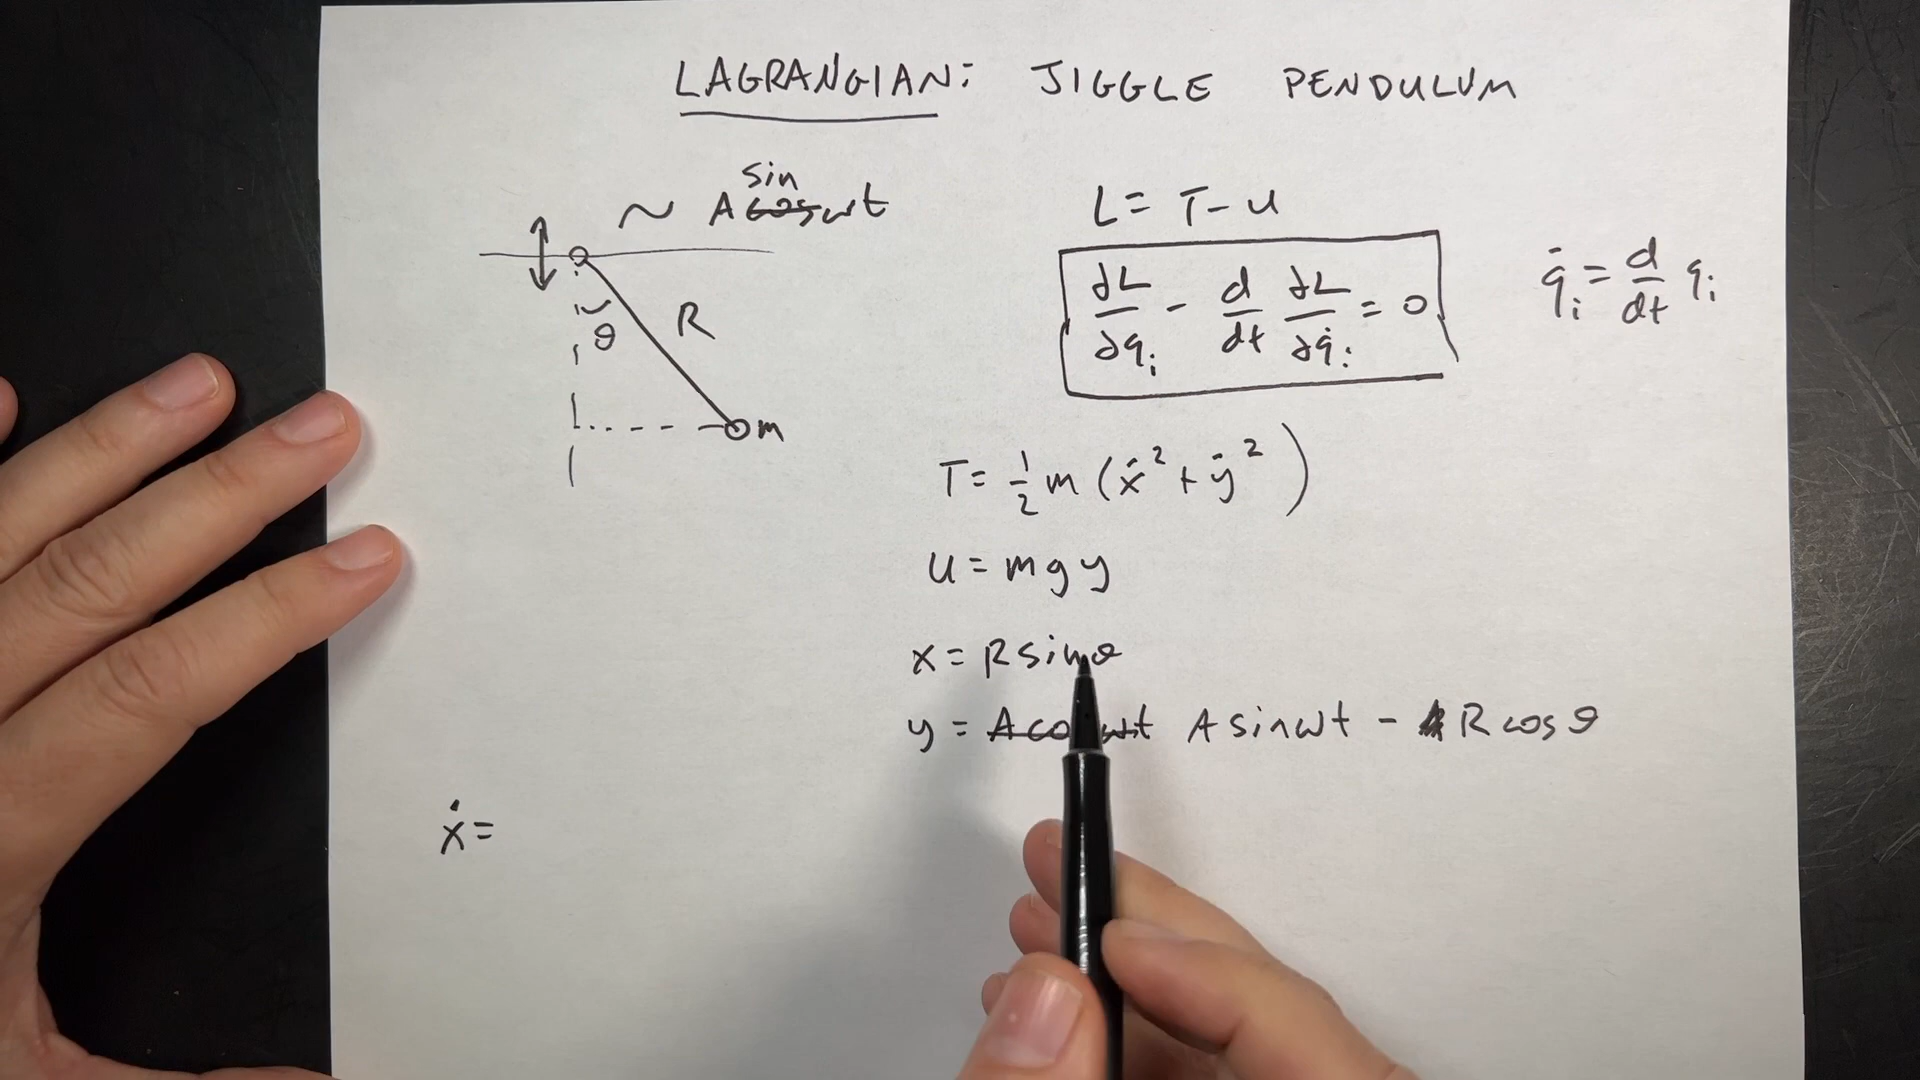 LAGRANGIAN: JIGGLE PENDULUM
sin
~ A cos ωt
θ
R
m
L = T - U
∂L/∂qᵢ - d/dt ∂L/∂q̇ᵢ = 0
q̇ᵢ = d/dt qᵢ
T = 1/2 m (ẋ² + ẏ²)
U = mgy
x = R sin θ
y = A cos ωt A sin ωt - R cos θ
ẋ =